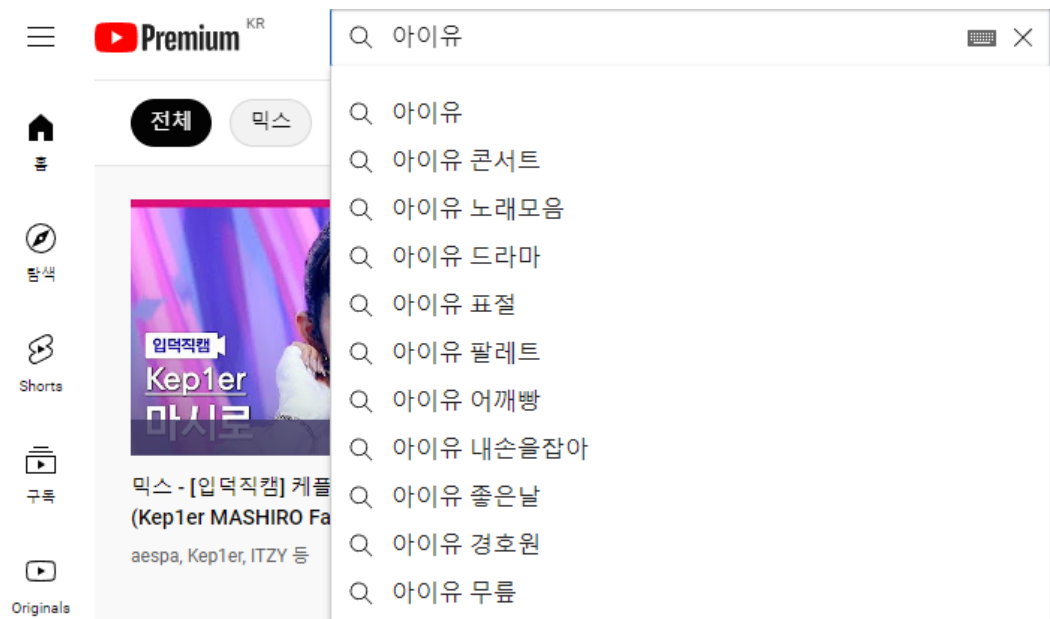 Premium KR
아이유
홈
탐색
Shorts
구독
Originals
전체
믹스
입덕직캠
Kep1er
마시로
믹스 - [입덕직캠] 케플
(Kep1er MASHIRO Fa
aespa, Kep1er, ITZY 등
아이유
아이유 콘서트
아이유 노래모음
아이유 드라마
아이유 표절
아이유 팔레트
아이유 어깨빵
아이유 내손을잡아
아이유 좋은날
아이유 경호원
아이유 무릎